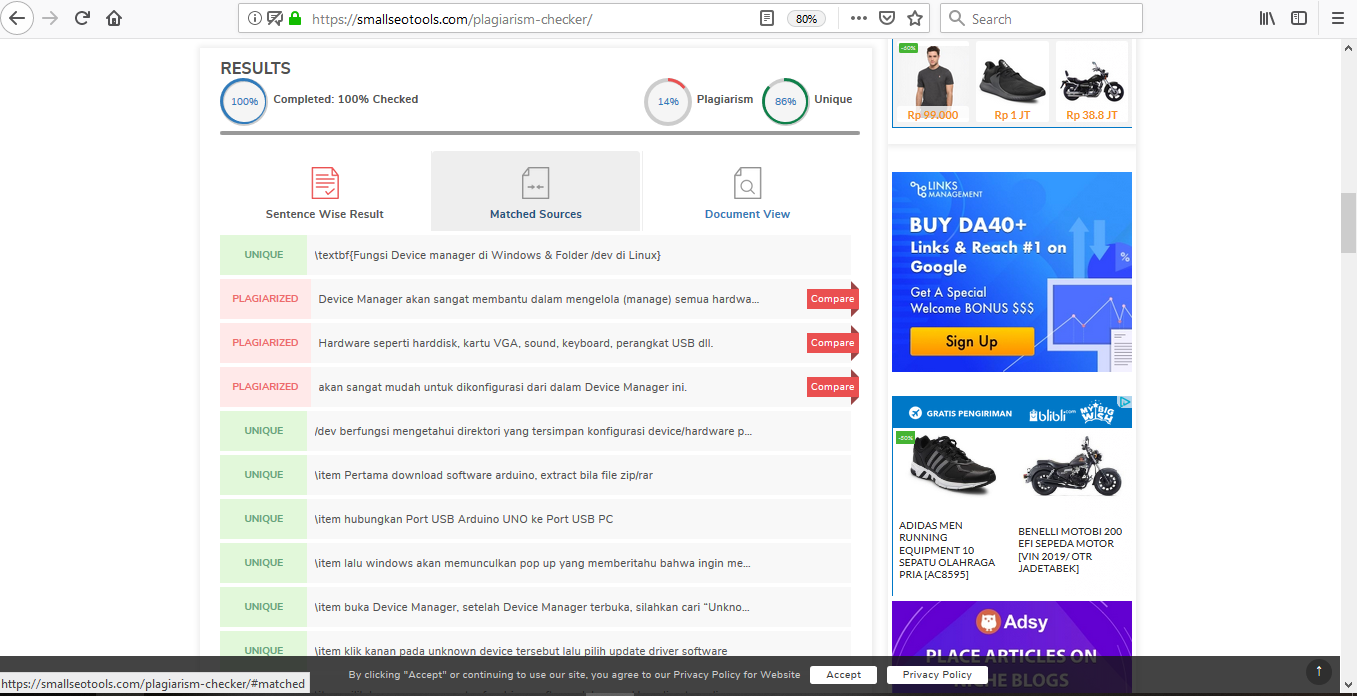 https://smallseotools.com/plagiarism-checker/
80%
Search
RESULTS
100%
Completed: 100% Checked
14%
Plagiarism
86%
Unique
Sentence Wise Result
Matched Sources
Document View
UNIQUE \textbf{Fungsi Device manager di Windows & Folder /dev di Linux}
PLAGIARIZED Device Manager akan sangat membantu dalam mengelola (manage) semua hardwa... Compare
PLAGIARIZED Hardware seperti harddisk, kartu VGA, sound, keyboard, perangkat USB dll. Compare
PLAGIARIZED akan sangat mudah untuk dikonfigurasi dari dalam Device Manager ini. Compare
UNIQUE /dev berfungsi mengetahui direktori yang tersimpan konfigurasi device/hardware p...
UNIQUE \item Pertama download software arduino, extract bila file zip/rar
UNIQUE \item hubungkan Port USB Arduino UNO ke Port USB PC
UNIQUE \item lalu windows akan memunculkan pop up yang memberitahu bahwa ingin me...
UNIQUE \item buka Device Manager, setelah Device Manager terbuka, silahkan cari “Unkno...
UNIQUE \item klik kanan pada unknown device tersebut lalu pilih update driver software
-60%
Rp 99.000
Rp 1 JT
Rp 38.8 JT
LINKS
MANAGEMENT
BUY DA40+
Links & Reach #1 on
Google
Get A Special
Welcome BONUS $$$
Sign Up
GRATIS PENGIRIMAN
blibli.com
MY BIG
WISH
-50%
ADIDAS MEN
RUNNING
EQUIPMENT 10
SEPATU OLAHRAGA
PRIA [AC8595]
BENELLI MOTOBI 200
EFI SEPEDA MOTOR
[VIN 2019/ OTR
JADETABEK]
Adsy
PLACE ARTICLES ON
NICHE BLOGS
By clicking "Accept" or continuing to use our site, you agree to our Privacy Policy for Website
Accept
Privacy Policy
https://smallseotools.com/plagiarism-checker/#matched